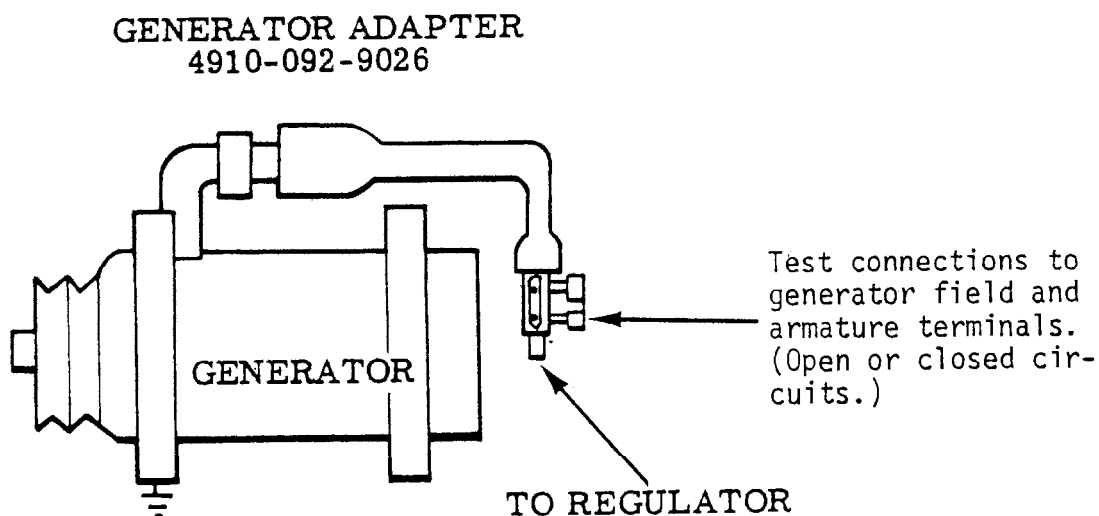 GENERATOR ADAPTER
4910-092-9026
Test connections to
generator field and
armature terminals.
(Open or closed cir-
cuits.)
GENERATOR
TO REGULATOR